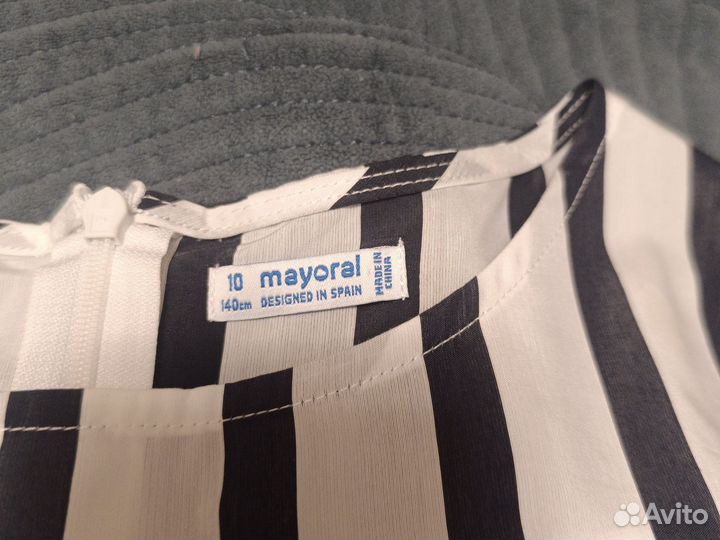 10 mayoral
140cm DESIGNED IN SPAIN
MADE IN
CHINA
Avito